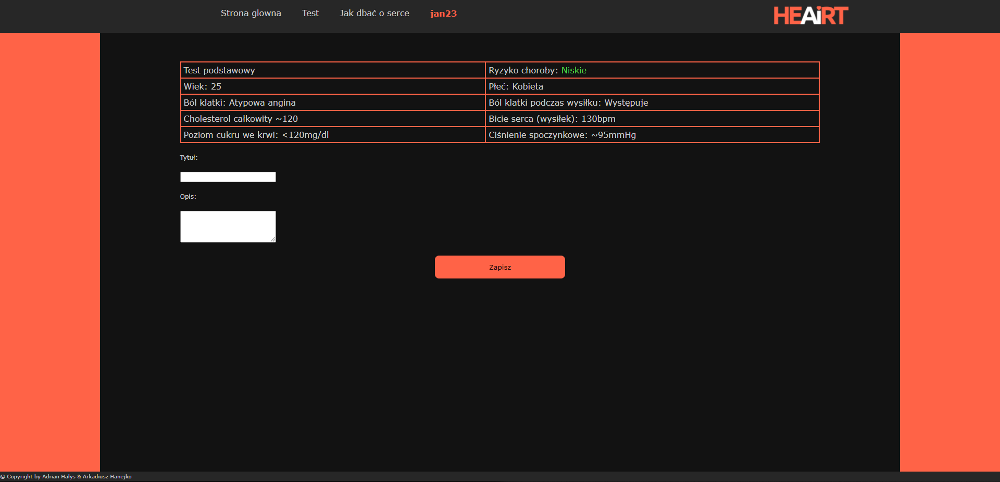 Strona glowna Test Jak dbać o serce jan23 HEAiRT
Test podstawowy Ryzyko choroby: Niskie
Wiek: 25 Płeć: Kobieta
Ból klatki: Atypowa angina Ból klatki podczas wysiłku: Występuje
Cholesterol całkowity ~120 Bicie serca (wysiłek): 130bpm
Poziom cukru we krwi: <120mg/dl Ciśnienie spoczynkowe: ~95mmHg
Tytuł:
Opis:
Zapisz
© Copyright by Adrian Hałys & Arkadiusz Hanejko